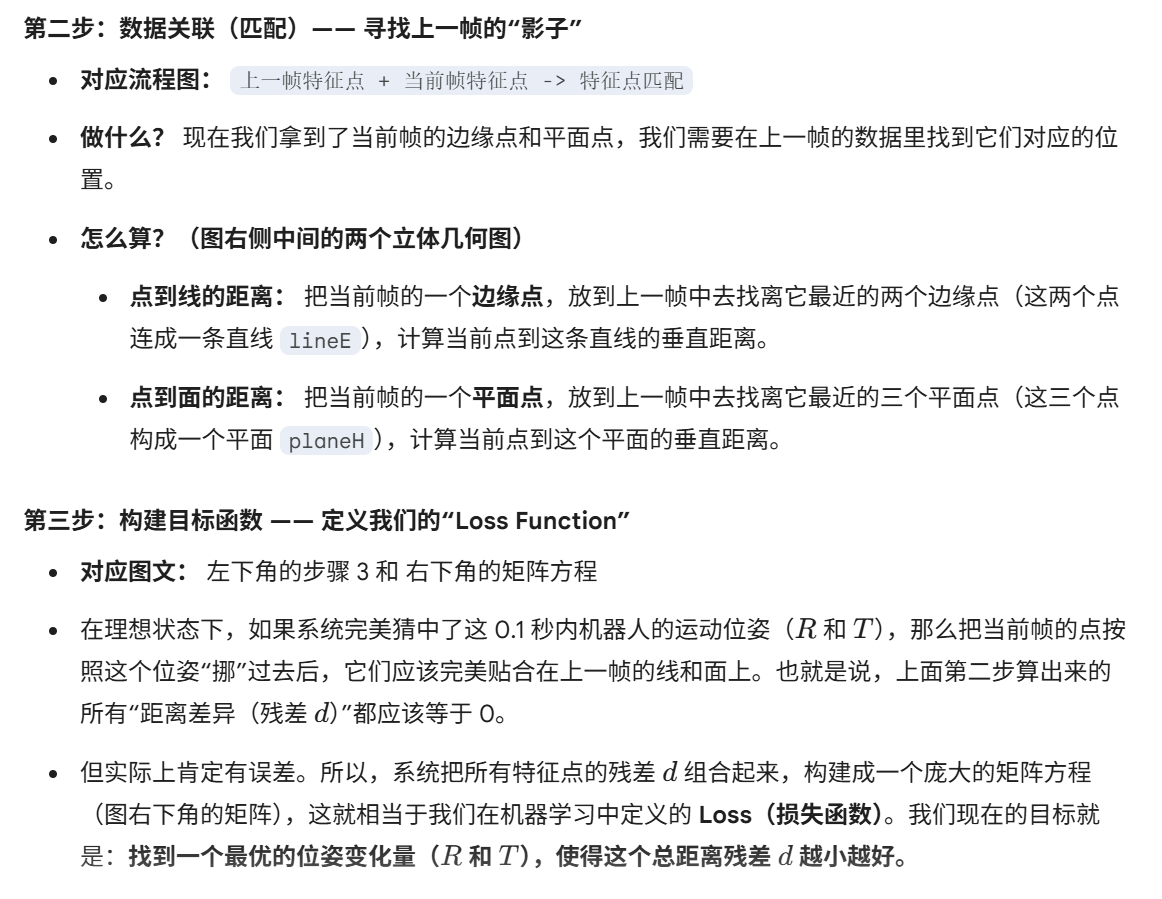 第二步：数据关联（匹配）—— 寻找上一帧的“影子”
对应流程图： 上一帧特征点 + 当前帧特征点 -> 特征点匹配
做什么？ 现在我们拿到了当前帧的边缘点和平面点，我们需要在上一帧的数据里找到它们对应的位
置。
怎么算？（图右侧中间的两个立体几何图）
点到线的距离： 把当前帧的一个边缘点，放到上一帧中去找离它最近的两个边缘点（这两个点
连成一条直线 lineE），计算当前点到这条直线的垂直距离。
点到面的距离： 把当前帧的一个平面点，放到上一帧中去找离它最近的三个平面点（这三个点
构成一个平面 planeH），计算当前点到这个平面的垂直距离。
第三步：构建目标函数 —— 定义我们的“Loss Function”
对应图文： 左下角的步骤 3 和 右下角的矩阵方程
在理想状态下，如果系统完美猜中了这 0.1 秒内机器人的运动位姿（R 和 T），那么把当前帧的点按
照这个位姿“挪”过去后，它们应该完美贴合在上一帧的线和面上。也就是说，上面第二步算出来的
所有“距离差异（残差 d）”都应该等于 0。
但实际上肯定有误差。所以，系统把所有特征点的残差 d 组合起来，构建成一个庞大的矩阵方程
（图右下角的矩阵），这就相当于我们在机器学习中定义的 Loss（损失函数）。我们现在的目标就
是：找到一个最优的位姿变化量（R 和 T），使得这个总距离残差 d 越小越好。